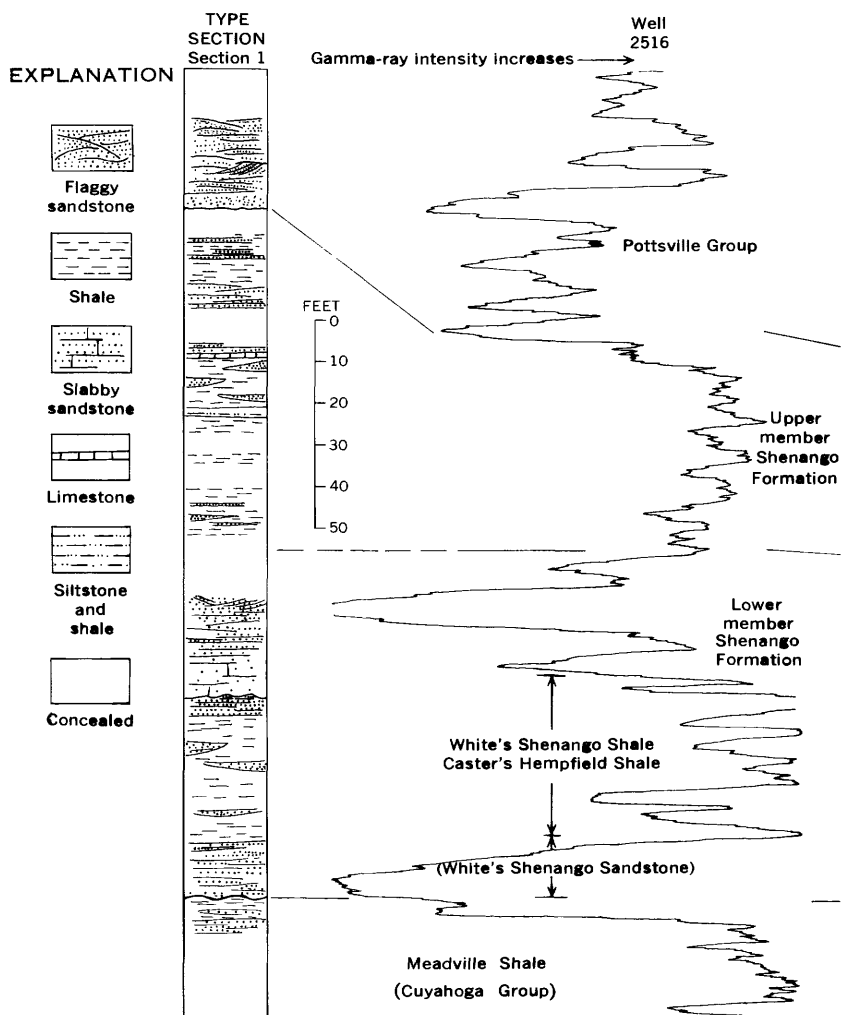 TYPE
SECTION
Section 1
Well
2516
Gamma-ray intensity increases
EXPLANATION
Flaggy
sandstone
Shale
Slabby
sandstone
Limestone
Siltstone
and
shale
Concealed
FEET
0
10
20
30
40
50
Pottsville Group
Upper
member
Shenango
Formation
Lower
member
Shenango
Formation
White's Shenango Shale
Caster's Hempfield Shale
(White's Shenango Sandstone)
Meadville Shale
(Cuyahoga Group)